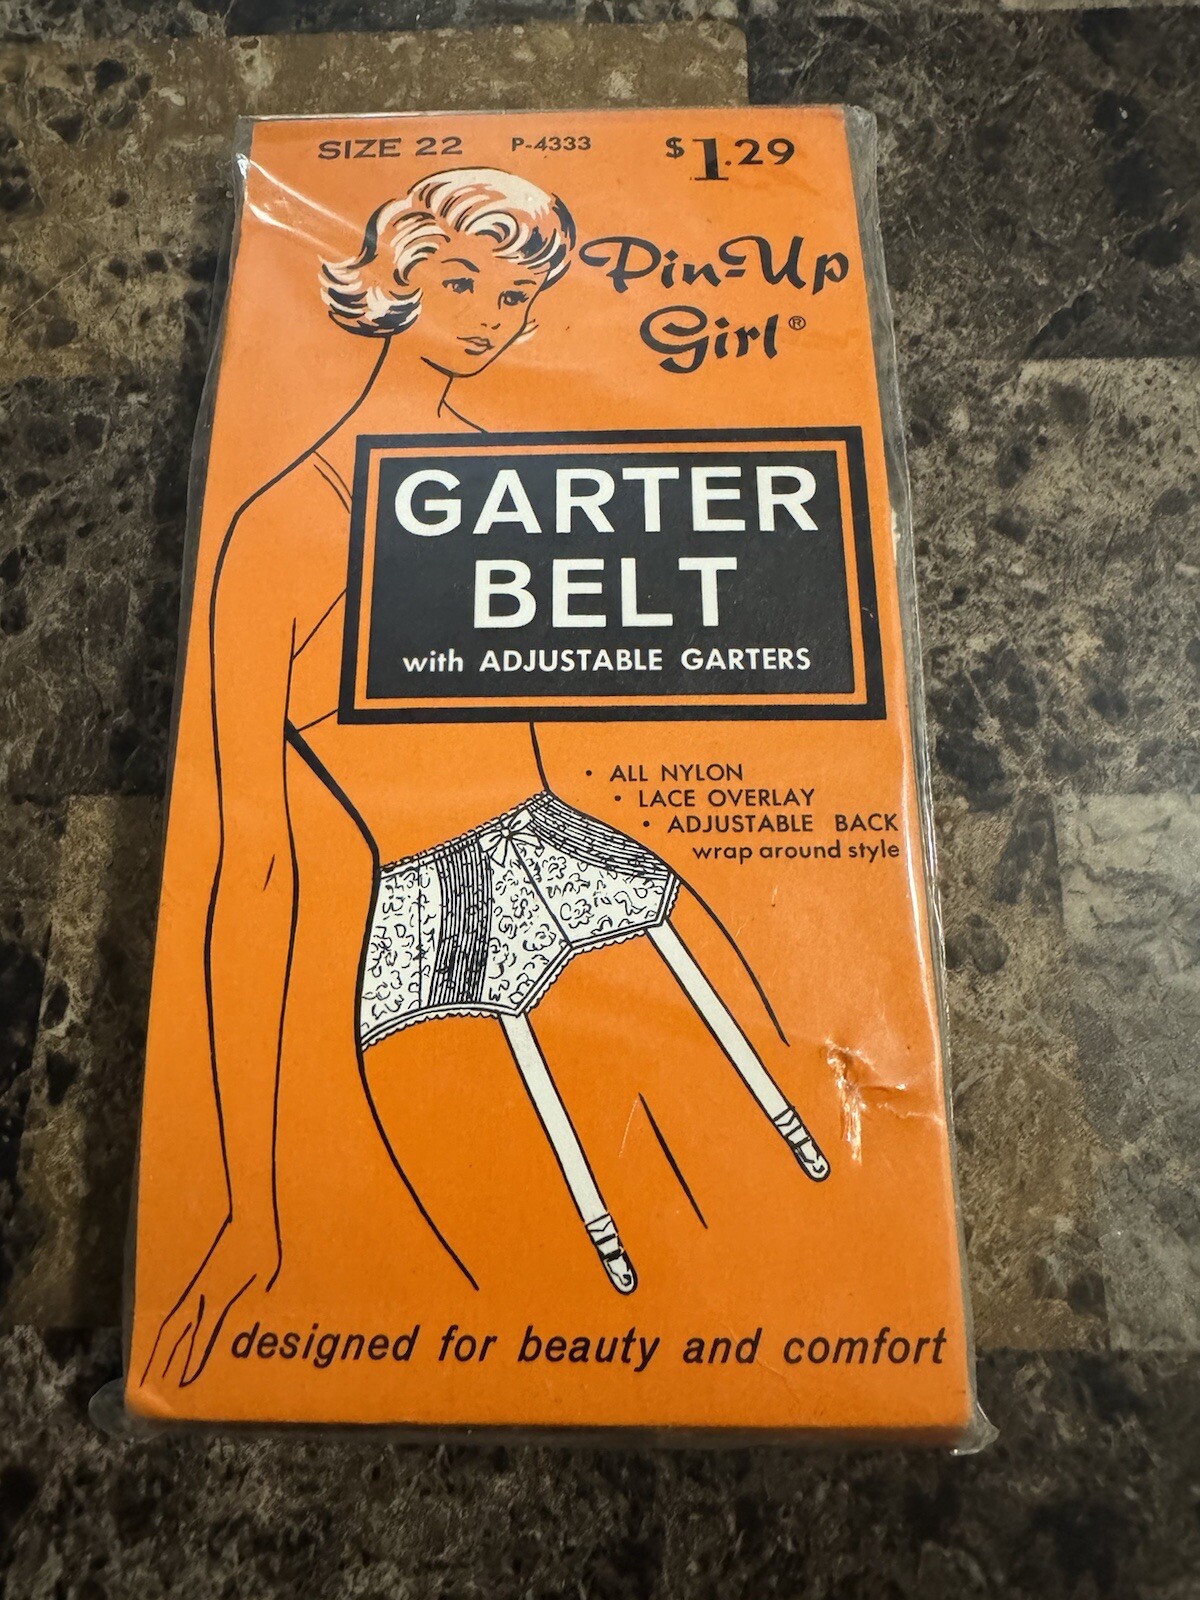 SIZE 22 P-4333 $1.29
Pin-Up
Girl®
GARTER
BELT
with ADJUSTABLE GARTERS
• ALL NYLON
• LACE OVERLAY
• ADJUSTABLE BACK
wrap around style
designed for beauty and comfort